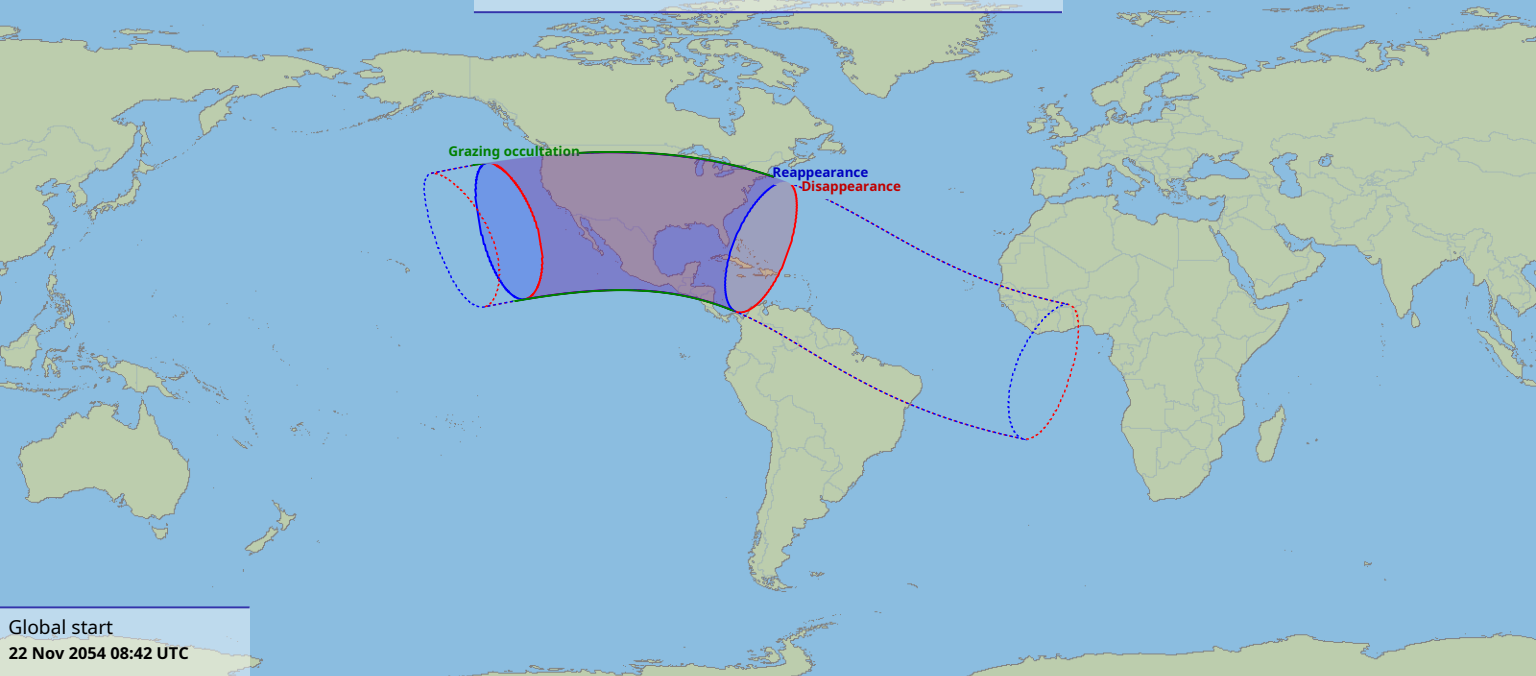 Grazing occultation
Reappearance
Disappearance
Global start
22 Nov 2054 08:42 UTC